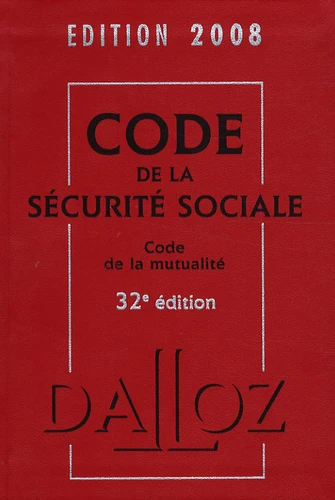 EDITION 2008
CODE
DE LA
SÉCURITÉ SOCIALE
Code
de la mutualité
32e édition
DALLOZ